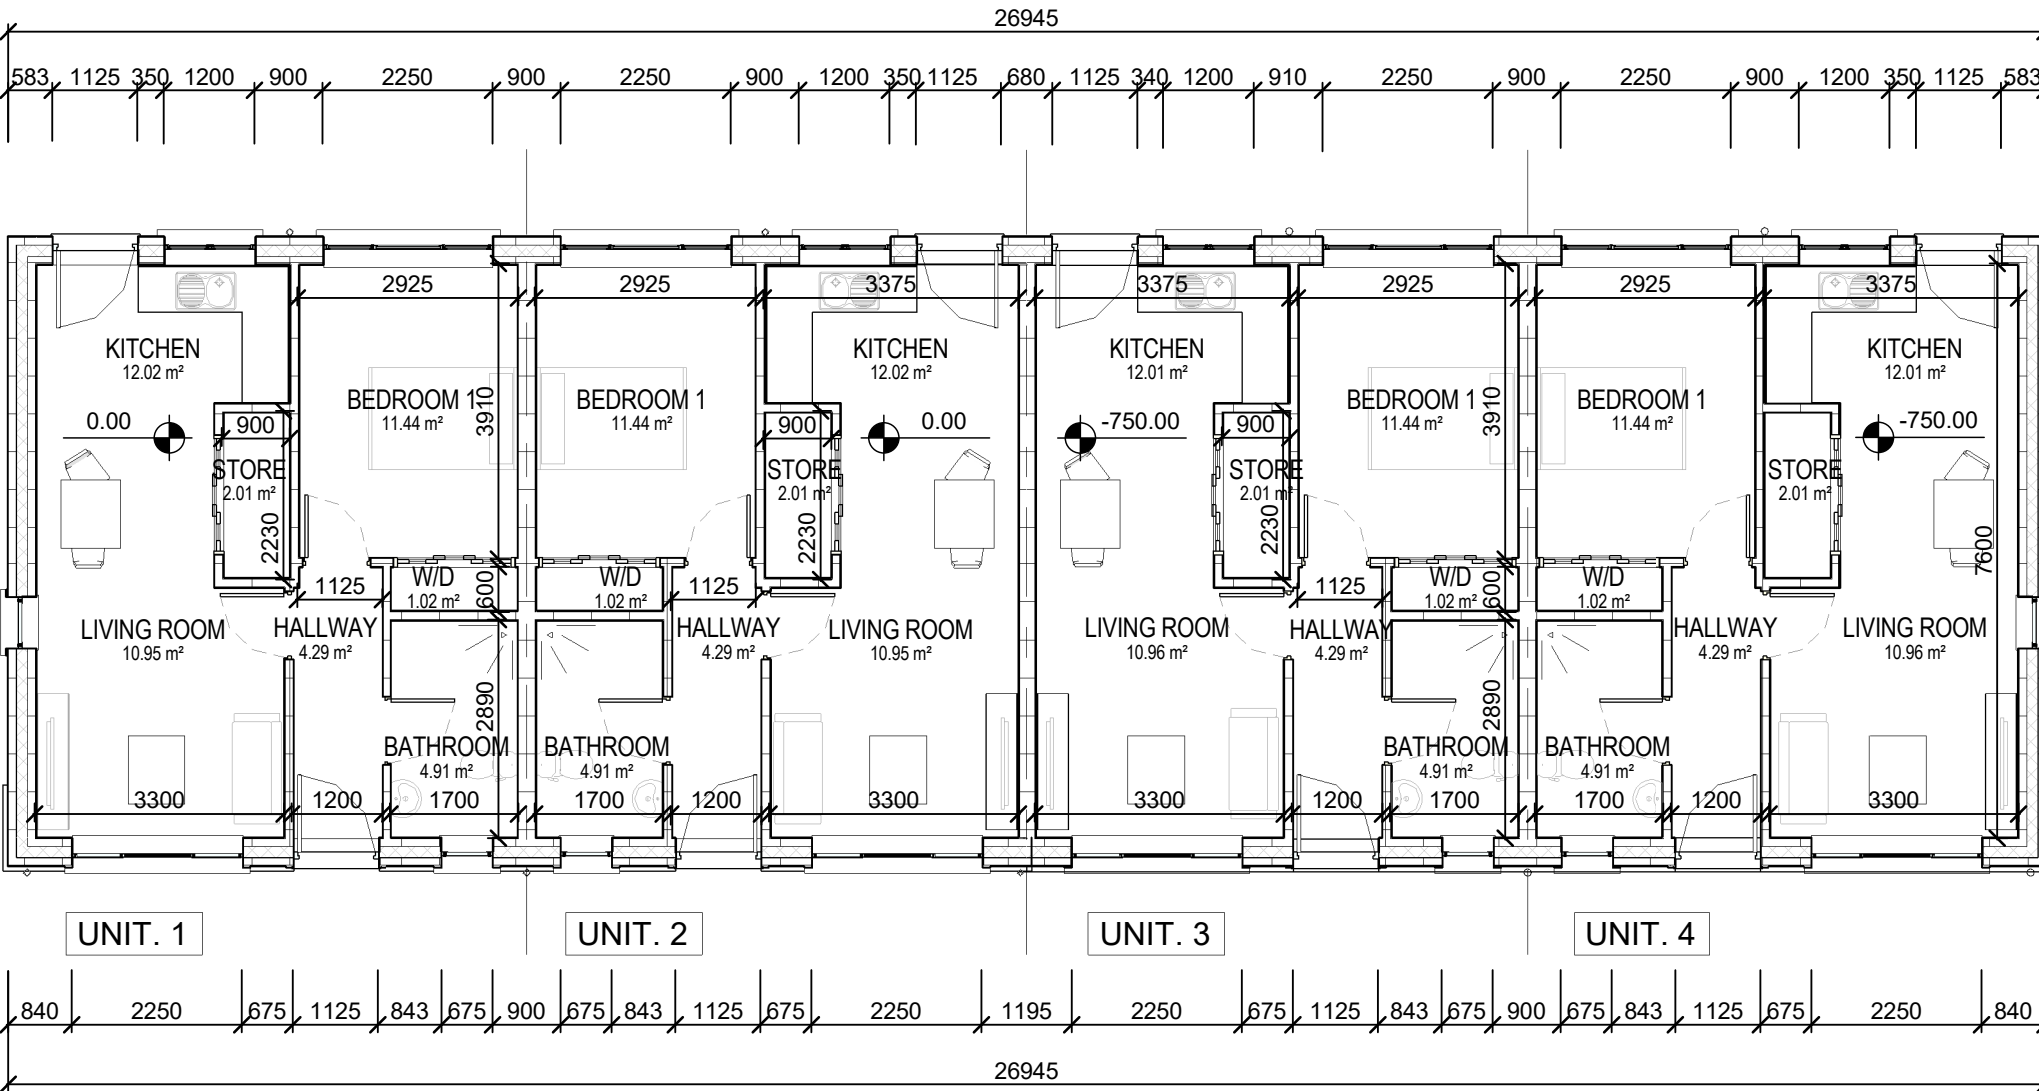 26945
583 1125 350 1200 900 2250 900 2250 900 1200 350 1125 680 1125 340 1200 910 2250 900 2250 900 1200 350 1125 583
2925 2925 3375 3375 2925 2925 3375
KITCHEN KITCHEN KITCHEN KITCHEN
12.02 m² 12.02 m² 12.01 m² 12.01 m²
BEDROOM 1 BEDROOM 1 BEDROOM 1 BEDROOM 1
11.44 m² 11.44 m² 11.44 m² 11.44 m²
3910 3910
0.00 0.00 -750.00 -750.00
900 900 900
STORE STORE STORE STORE
2.01 m² 2.01 m² 2.01 m² 2.01 m²
2230 2230 2230 7600
W/D W/D W/D W/D
1.02 m² 1.02 m² 1.02 m² 1.02 m²
1125 600 1125 1125 600
LIVING ROOM HALLWAY HALLWAY LIVING ROOM LIVING ROOM HALLWAY HALLWAY LIVING ROOM
10.95 m² 4.29 m² 4.29 m² 10.95 m² 10.96 m² 4.29 m² 4.29 m² 10.96 m²
2890 2890
BATHROOM BATHROOM BATHROOM BATHROOM
4.91 m² 4.91 m² 4.91 m² 4.91 m²
3300 1200 1700 1700 1200 3300 3300 1200 1700 1700 1200 3300
UNIT. 1 UNIT. 2 UNIT. 3 UNIT. 4
840 2250 675 1125 843 675 900 675 843 1125 675 2250 1195 2250 675 1125 843 675 900 675 843 1125 675 2250 840
26945